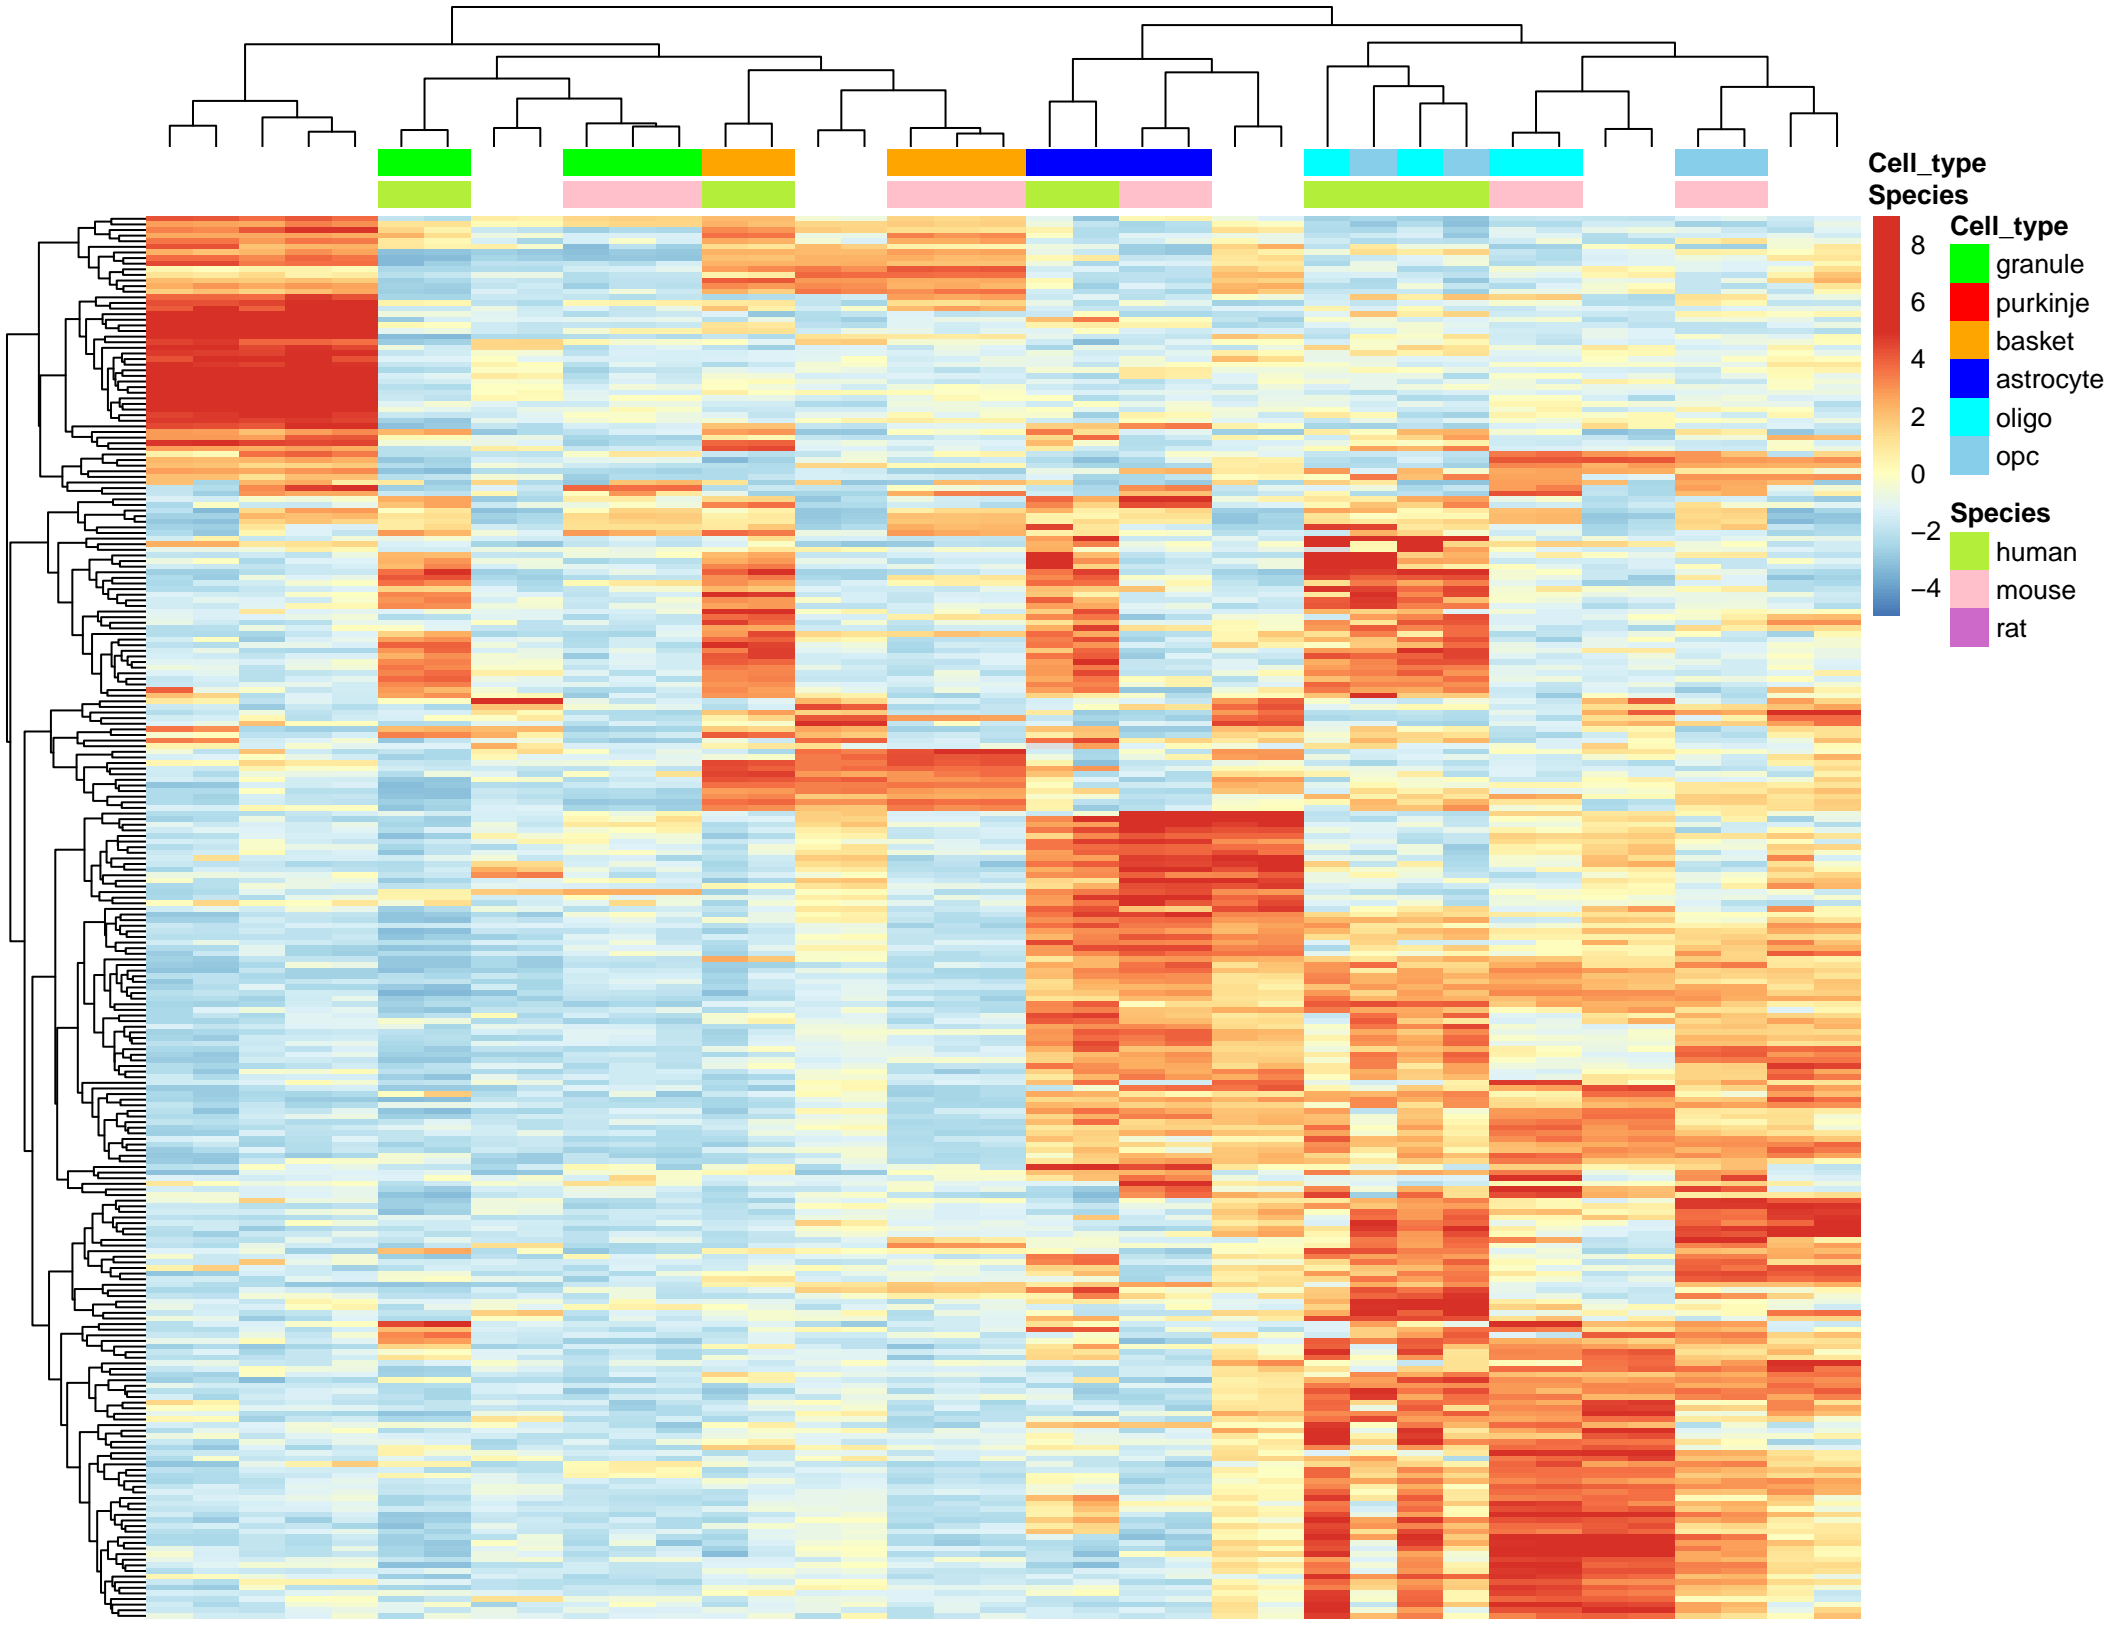 Cell_type
Species
8
6
4
2
0
−2
−4
Cell_type
granule
purkinje
basket
astrocyte
oligo
opc
Species
human
mouse
rat